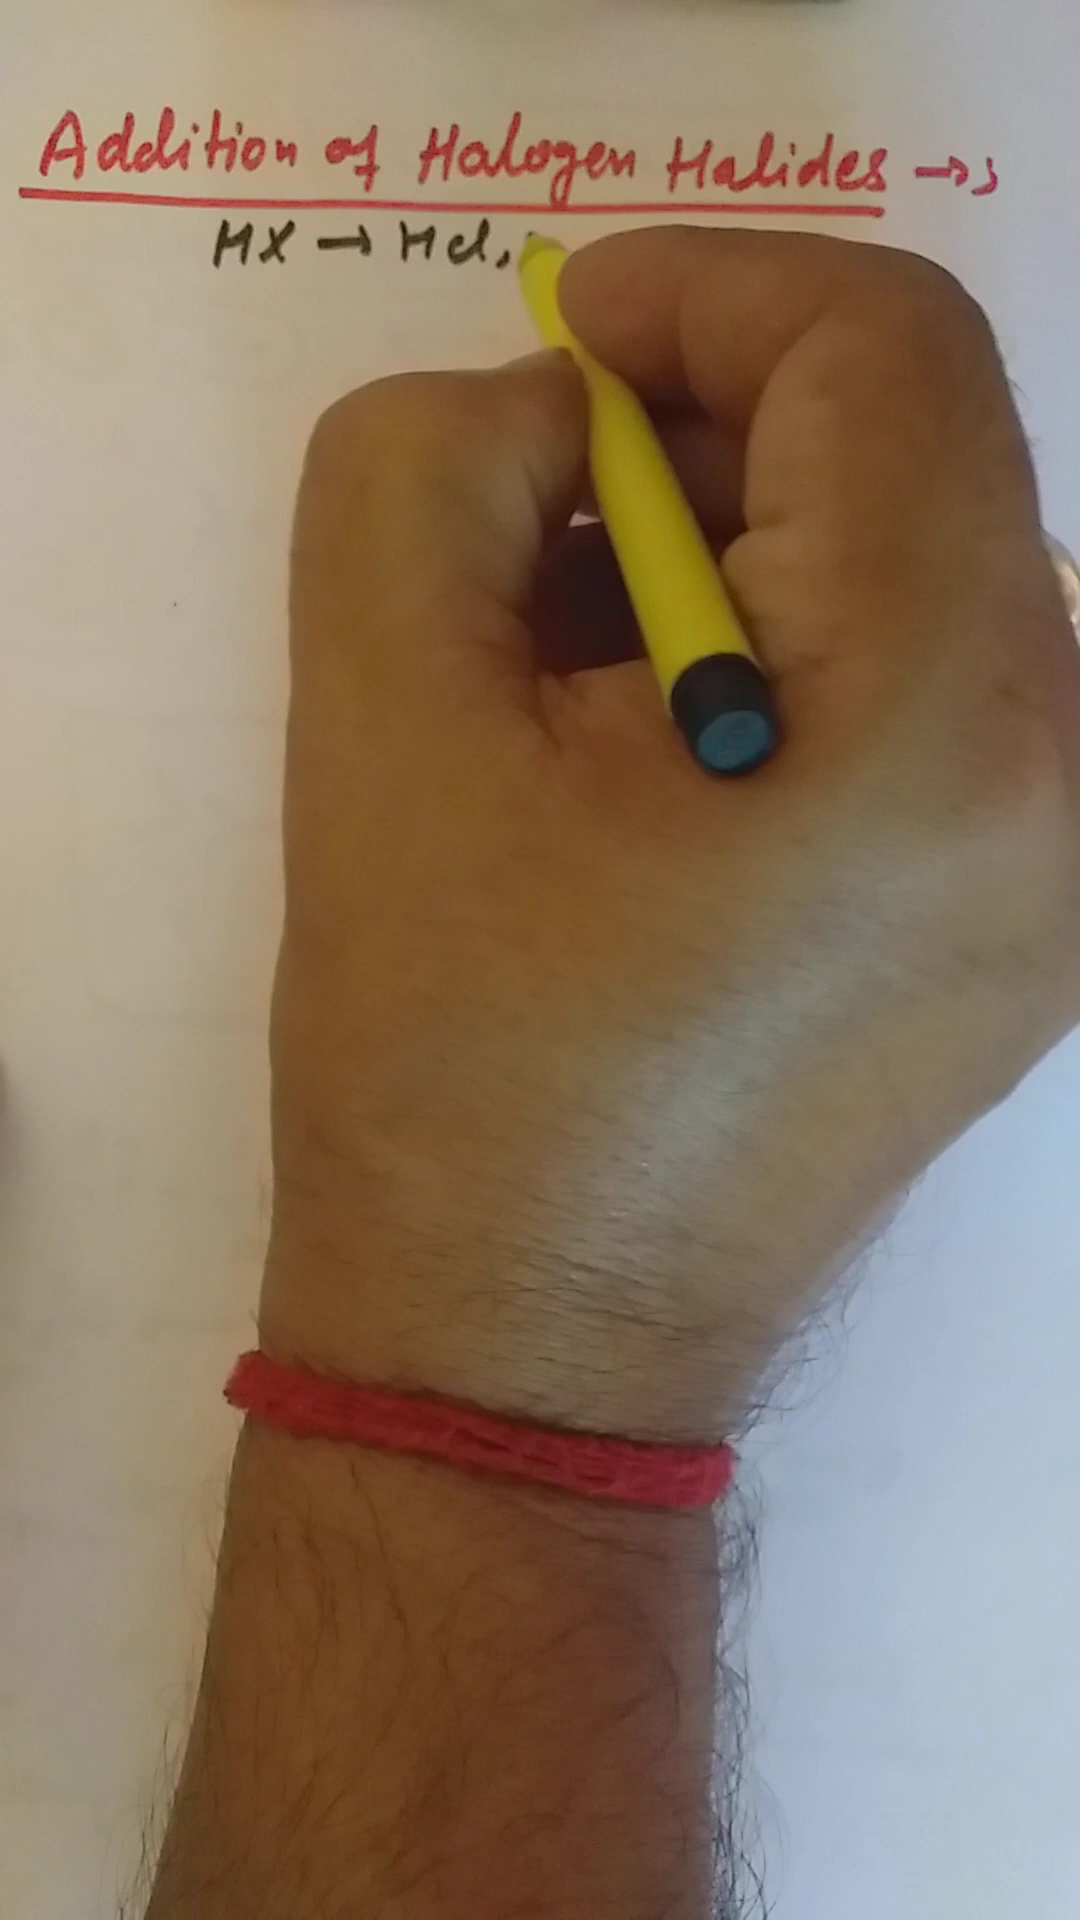 Addition of Halogen Halides →
HX → HCl,